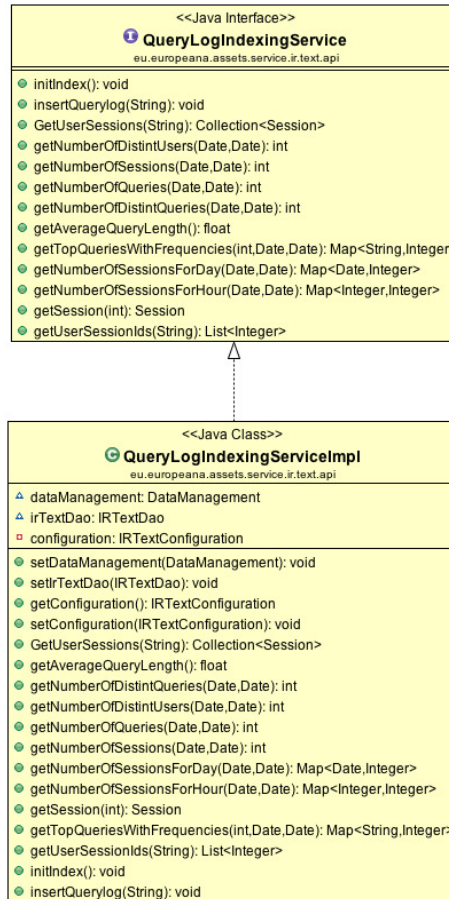 <<Java Interface>>
I QueryLogIndexingService
eu.europeana.assets.service.ir.text.api
initIndex(): void
insertQuerylog(String): void
GetUserSessions(String): Collection<Session>
getNumberOfDistintUsers(Date,Date): int
getNumberOfSessions(Date,Date): int
getNumberOfQueries(Date,Date): int
getNumberOfDistintQueries(Date,Date): int
getAverageQueryLength(): float
getTopQueriesWithFrequencies(int,Date,Date): Map<String,Integer
getNumberOfSessionsForDay(Date,Date): Map<Date,Integer>
getNumberOfSessionsForHour(Date,Date): Map<Integer,Integer>
getSession(int): Session
getUserSessionIds(String): List<Integer>
<<Java Class>>
C QueryLogIndexingServiceImpl
eu.europeana.assets.service.ir.text.api
dataManagement: DataManagement
irTextDao: IRTextDao
configuration: IRTextConfiguration
setDataManagement(DataManagement): void
setIrTextDao(IRTextDao): void
getConfiguration(): IRTextConfiguration
setConfiguration(IRTextConfiguration): void
GetUserSessions(String): Collection<Session>
getAverageQueryLength(): float
getNumberOfDistintQueries(Date,Date): int
getNumberOfDistintUsers(Date,Date): int
getNumberOfQueries(Date,Date): int
getNumberOfSessions(Date,Date): int
getNumberOfSessionsForDay(Date,Date): Map<Date,Integer>
getNumberOfSessionsForHour(Date,Date): Map<Integer,Integer>
getSession(int): Session
getTopQueriesWithFrequencies(int,Date,Date): Map<String,Integer>
getUserSessionIds(String): List<Integer>
initIndex(): void
insertQuerylog(String): void